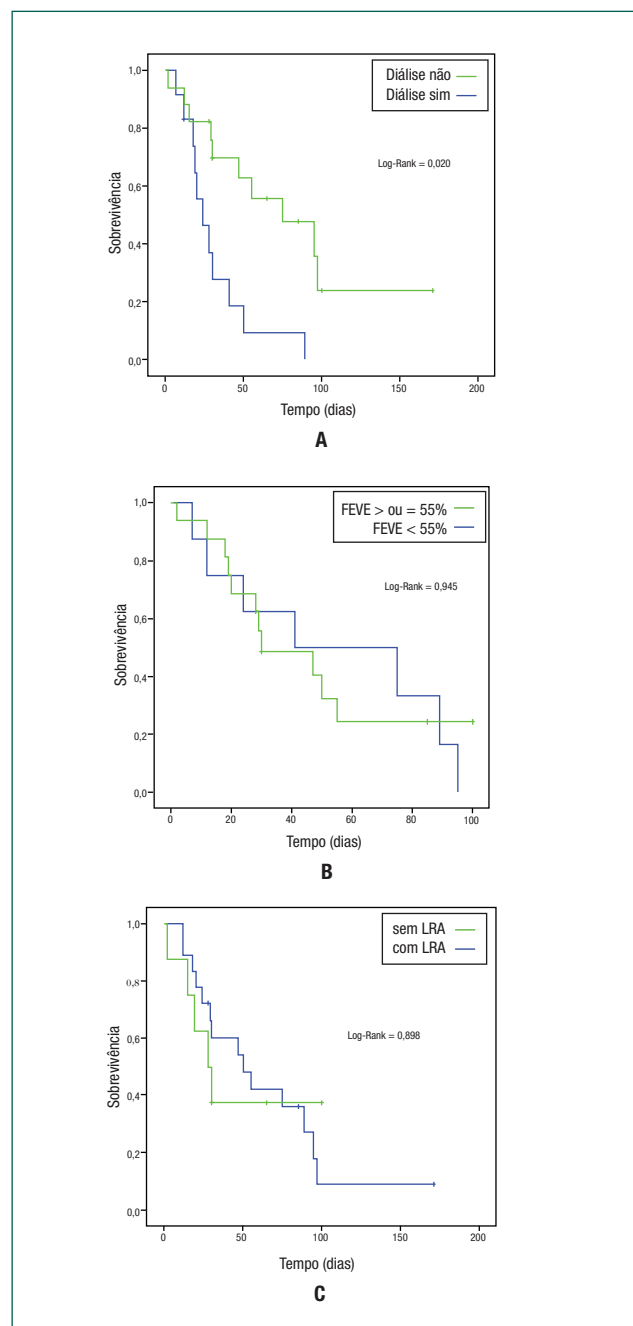 Diálise não
Diálise sim
Log-Rank = 0,020
Sobrevivência
1,0
0,8
0,6
0,4
0,2
0,0
0 50 100 150 200
Tempo (dias)
A
FEVE > ou = 55%
FEVE < 55%
Log-Rank = 0,945
Sobrevivência
1,0
0,8
0,6
0,4
0,2
0,0
0 20 40 60 80 100
Tempo (dias)
B
sem LRA
com LRA
Log-Rank = 0,898
Sobrevivência
1,0
0,8
0,6
0,4
0,2
0,0
0 50 100 150 200
Tempo (dias)
C